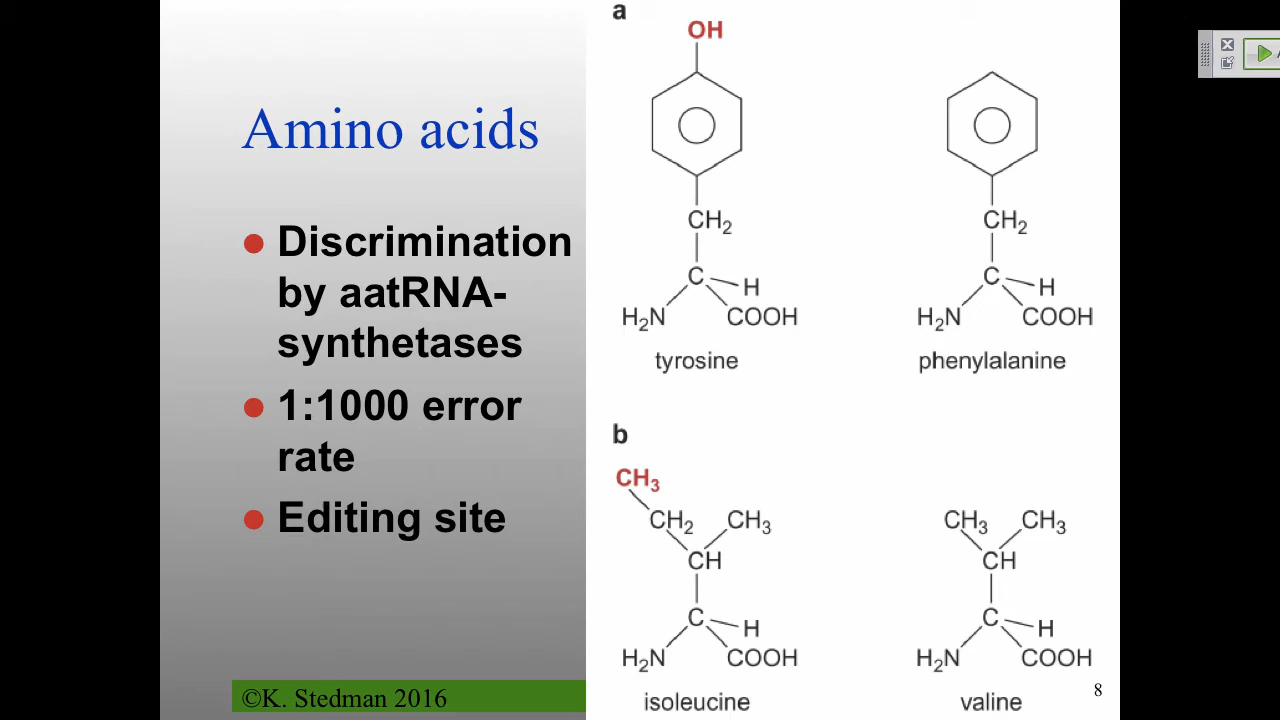 Amino acids
● Discrimination
by aatRNA-
synthetases
● 1:1000 error
rate
● Editing site
©K. Stedman 2016
a
OH
CH₂
C
H
H₂N
COOH
tyrosine
CH₂
C
H
H₂N
COOH
phenylalanine
b
CH₃
CH₂ CH₃
CH
C
H
H₂N
COOH
isoleucine
CH₃ CH₃
CH
C
H
H₂N
COOH
valine
8